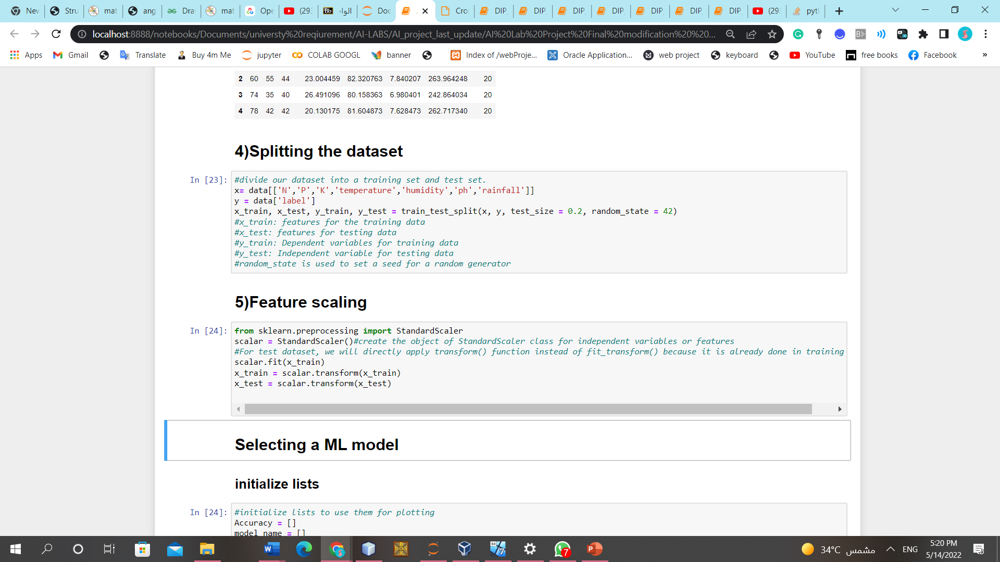 Nev
Stru
mat
ang
Dra
mat
Ope
(29
Bb الوا
Doc
Cro
DIP_
DIP_
DIP_
DIP_
DIP_
DIP_
DIP_
(29
pyt
localhost:8888/notebooks/Documents/universty%20reqiurement/AI-LABS/AI_project_last_update/AI%20Lab%20Project%20Final%20modification%20%20...
Apps
Gmail
Translate
Buy 4m Me
jupyter
COLAB GOOGL
banner
Index of /webProje...
Oracle Application...
web project
keyboard
YouTube
free books
Facebook
»
2 60 55 44 23.004459 82.320763 7.840207 263.964248 20
3 74 35 40 26.491096 80.158363 6.980401 242.864034 20
4 78 42 42 20.130175 81.604873 7.628473 262.717340 20
4)Splitting the dataset
In [23]: #divide our dataset into a training set and test set.
x= data[['N','P','K','temperature','humidity','ph','rainfall']]
y = data['label']
x_train, x_test, y_train, y_test = train_test_split(x, y, test_size = 0.2, random_state = 42)
#x_train: features for the training data
#x_test: features for testing data
#y_train: Dependent variables for training data
#y_test: Independent variable for testing data
#random_state is used to set a seed for a random generator
5)Feature scaling
In [24]: from sklearn.preprocessing import StandardScaler
scalar = StandardScaler()#create the object of StandardScaler class for independent variables or features
#For test dataset, we will directly apply transform() function instead of fit_transform() because it is already done in training
scalar.fit(x_train)
x_train = scalar.transform(x_train)
x_test = scalar.transform(x_test)
Selecting a ML model
initialize lists
In [24]: #initialize lists to use them for plotting
Accuracy = []
model_name = []
34°C مشمس
ENG
5:20 PM
5/14/2022
7